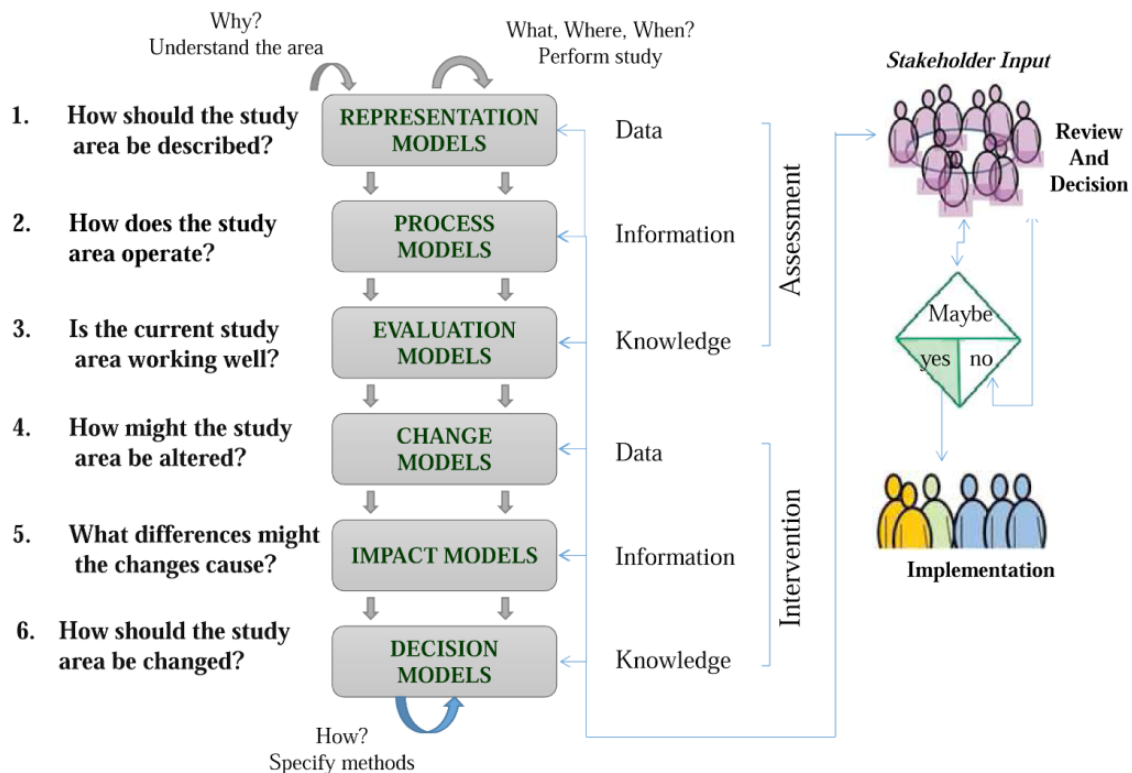 Why?
Understand the area
What, Where, When?
Perform study
1. How should the study
area be described?
REPRESENTATION
MODELS
Data
2. How does the study
area operate?
PROCESS
MODELS
Information
3. Is the current study
area working well?
EVALUATION
MODELS
Knowledge
Assessment
4. How might the study
area be altered?
CHANGE
MODELS
Data
5. What differences might
the changes cause?
IMPACT MODELS
Information
6. How should the study
area be changed?
DECISION
MODELS
Knowledge
Intervention
How?
Specify methods
Stakeholder Input
Review
And
Decision
Maybe
yes
no
Implementation